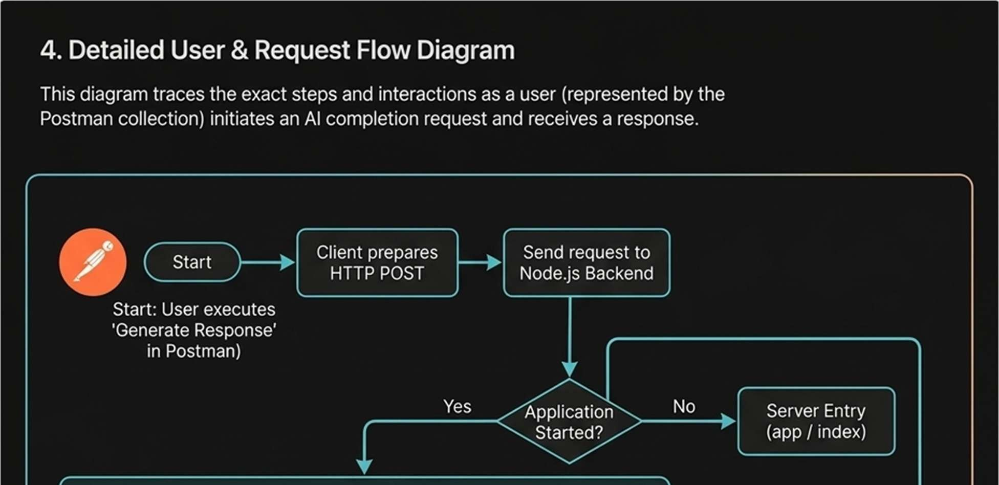 4. Detailed User & Request Flow Diagram
This diagram traces the exact steps and interactions as a user (represented by the
Postman collection) initiates an AI completion request and receives a response.
Start
Client prepares
HTTP POST
Send request to
Node.js Backend
Start: User executes
'Generate Response'
in Postman)
Yes
Application
Started?
No
Server Entry
(app / index)